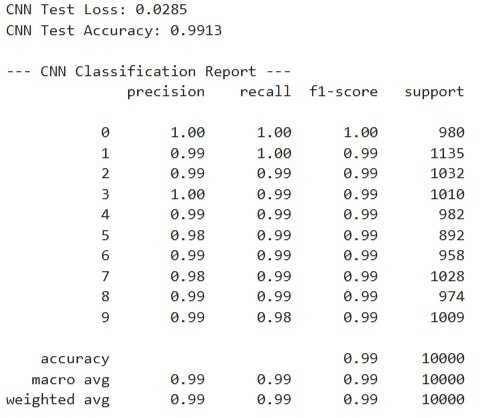 CNN Test Loss: 0.0285
CNN Test Accuracy: 0.9913
--- CNN Classification Report ---
precision recall f1-score support
0 1.00 1.00 1.00 980
1 0.99 1.00 0.99 1135
2 0.99 0.99 0.99 1032
3 1.00 0.99 0.99 1010
4 0.99 0.99 0.99 982
5 0.98 0.99 0.99 892
6 0.99 0.99 0.99 958
7 0.98 0.99 0.99 1028
8 0.99 0.99 0.99 974
9 0.99 0.98 0.99 1009
accuracy 0.99 10000
macro avg 0.99 0.99 0.99 10000
weighted avg 0.99 0.99 0.99 10000